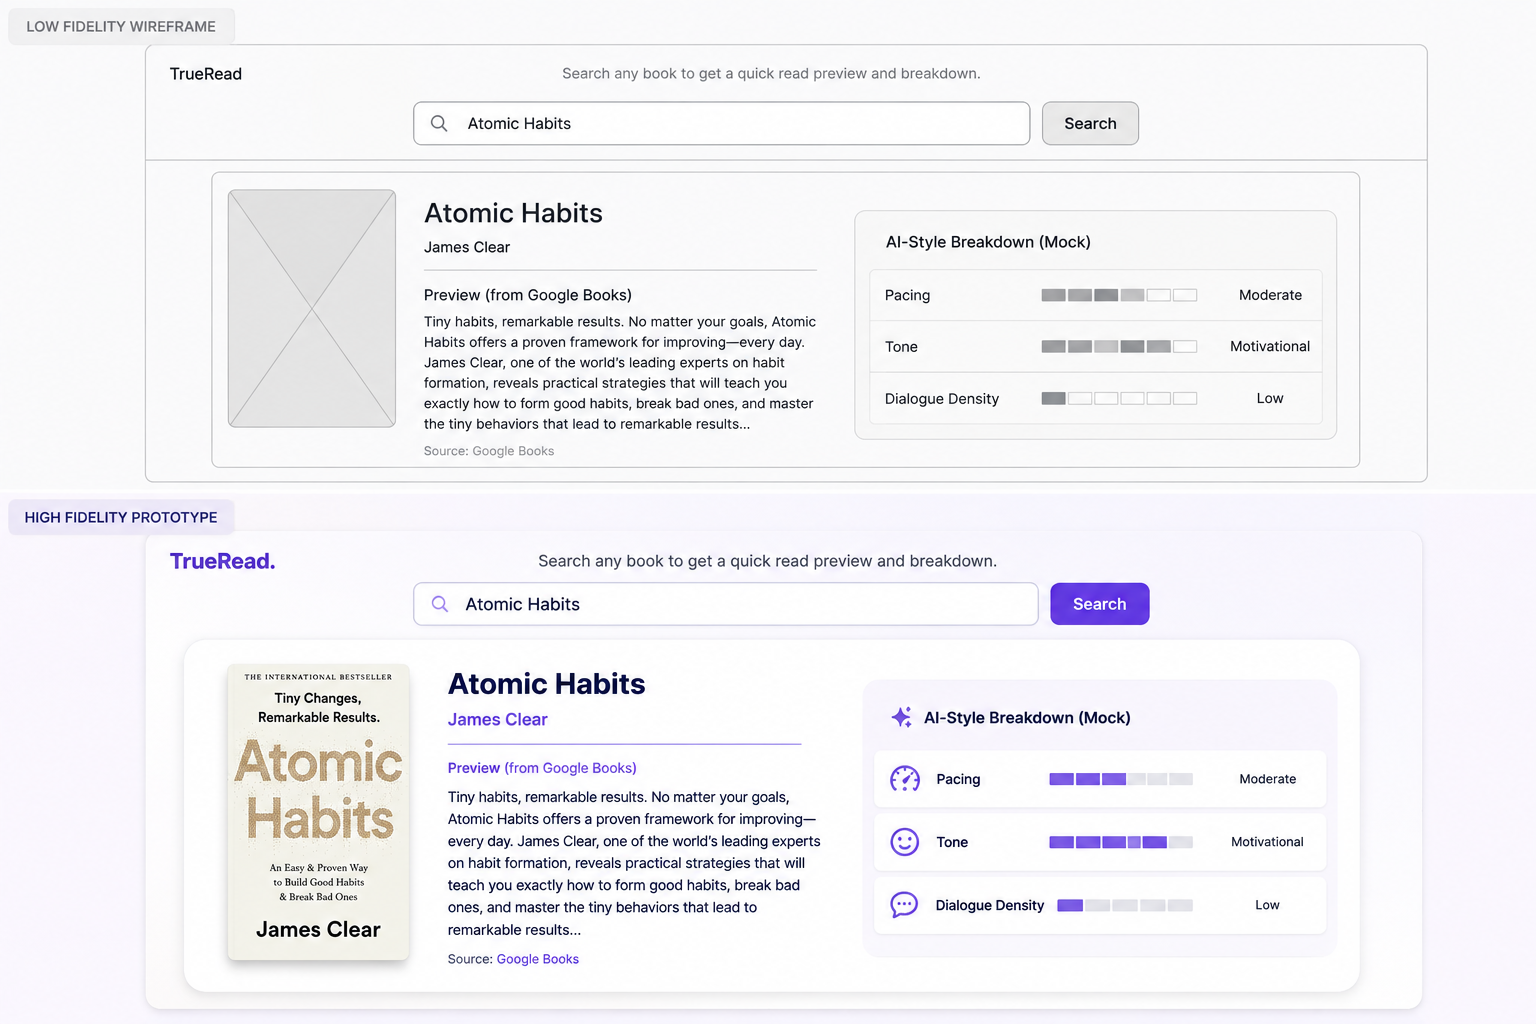 LOW FIDELITY WIREFRAME
TrueRead
Search any book to get a quick read preview and breakdown.
Atomic Habits
Search
Atomic Habits
James Clear
Preview (from Google Books)
Tiny habits, remarkable results. No matter your goals, Atomic
Habits offers a proven framework for improving—every day.
James Clear, one of the world's leading experts on habit
formation, reveals practical strategies that will teach you
exactly how to form good habits, break bad ones, and master
the tiny behaviors that lead to remarkable results...
Source: Google Books
AI-Style Breakdown (Mock)
Pacing Moderate
Tone Motivational
Dialogue Density Low
HIGH FIDELITY PROTOTYPE
TrueRead.
Search any book to get a quick read preview and breakdown.
Atomic Habits
Search
THE INTERNATIONAL BESTSELLER
Tiny Changes,
Remarkable Results.
Atomic
Habits
An Easy & Proven Way
to Build Good Habits
& Break Bad Ones
James Clear
Atomic Habits
James Clear
Preview (from Google Books)
Tiny habits, remarkable results. No matter your goals,
Atomic Habits offers a proven framework for improving—
every day. James Clear, one of the world's leading experts
on habit formation, reveals practical strategies that will
teach you exactly how to form good habits, break bad
ones, and master the tiny behaviors that lead to
remarkable results...
Source: Google Books
AI-Style Breakdown (Mock)
Pacing Moderate
Tone Motivational
Dialogue Density Low